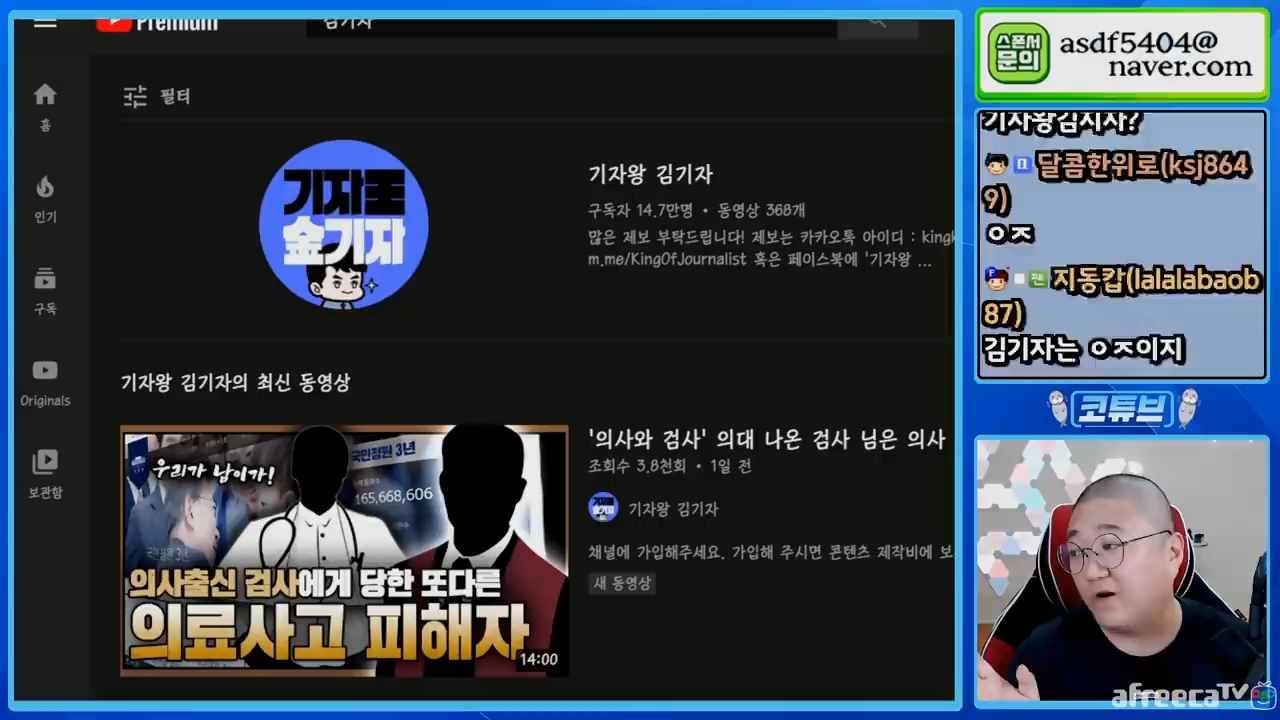 Premium
김기자
필터
홈
인기
구독
Originals
보관함
기자王
金기자
기자왕 김기자
구독자 14.7만명 • 동영상 368개
많은 제보 부탁드립니다! 제보는 카카오톡 아이디 : kingk
m.me/KingOfJournalist 혹은 페이스북에 '기자왕 ...
기자왕 김기자의 최신 동영상
우리가 남이가!
국민정원 3년
165,668,606
의사출신 검사에게 당한 또다른
의료사고 피해자
14:00
'의사와 검사' 의대 나온 검사 님은 의사
조회수 3.8천회 • 1일 전
기자왕 김기자
채널에 가입해주세요. 가입해 주시면 콘텐츠 제작비에 보
새 동영상
스폰서
문의
asdf5404@
naver.com
기자왕김지자?
달콤한위로(ksj864
9)
ㅇㅈ
지동캅(lalalabaob
87)
김기자는 ㅇㅈ이지
코튜브
afreecaTV